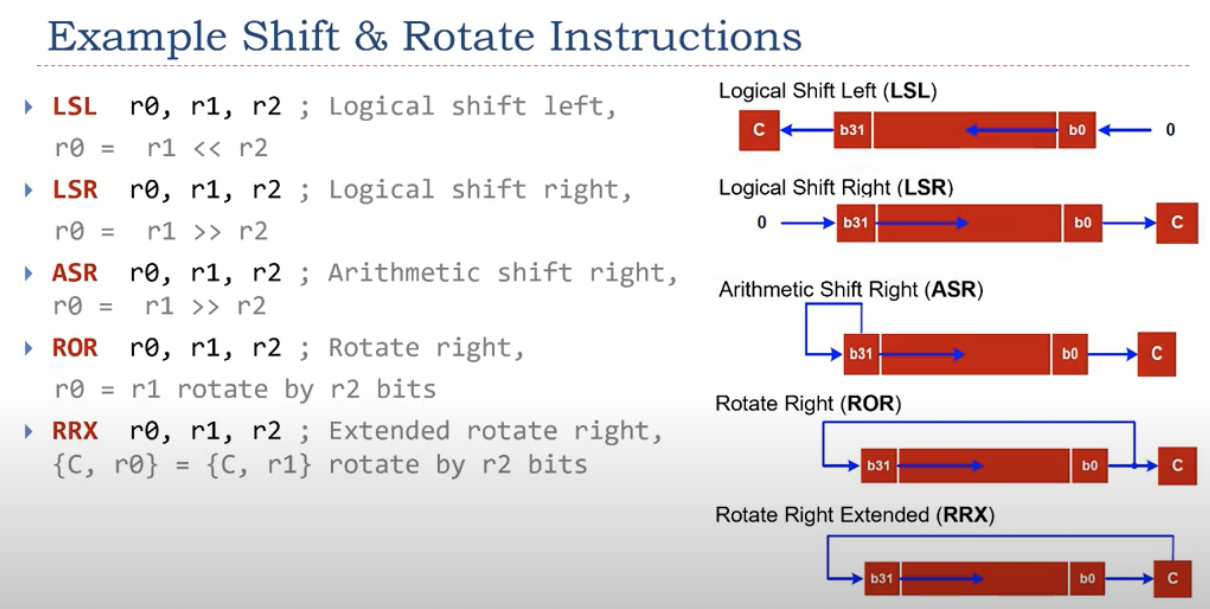 Example Shift & Rotate Instructions
LSL r0, r1, r2 ; Logical shift left,
r0 = r1 << r2
LSR r0, r1, r2 ; Logical shift right,
r0 = r1 >> r2
ASR r0, r1, r2 ; Arithmetic shift right,
r0 = r1 >> r2
ROR r0, r1, r2 ; Rotate right,
r0 = r1 rotate by r2 bits
RRX r0, r1, r2 ; Extended rotate right,
{C, r0} = {C, r1} rotate by r2 bits
Logical Shift Left (LSL)
C b31 b0 0
Logical Shift Right (LSR)
0 b31 b0 C
Arithmetic Shift Right (ASR)
b31 b0 C
Rotate Right (ROR)
b31 b0 C
Rotate Right Extended (RRX)
b31 b0 C